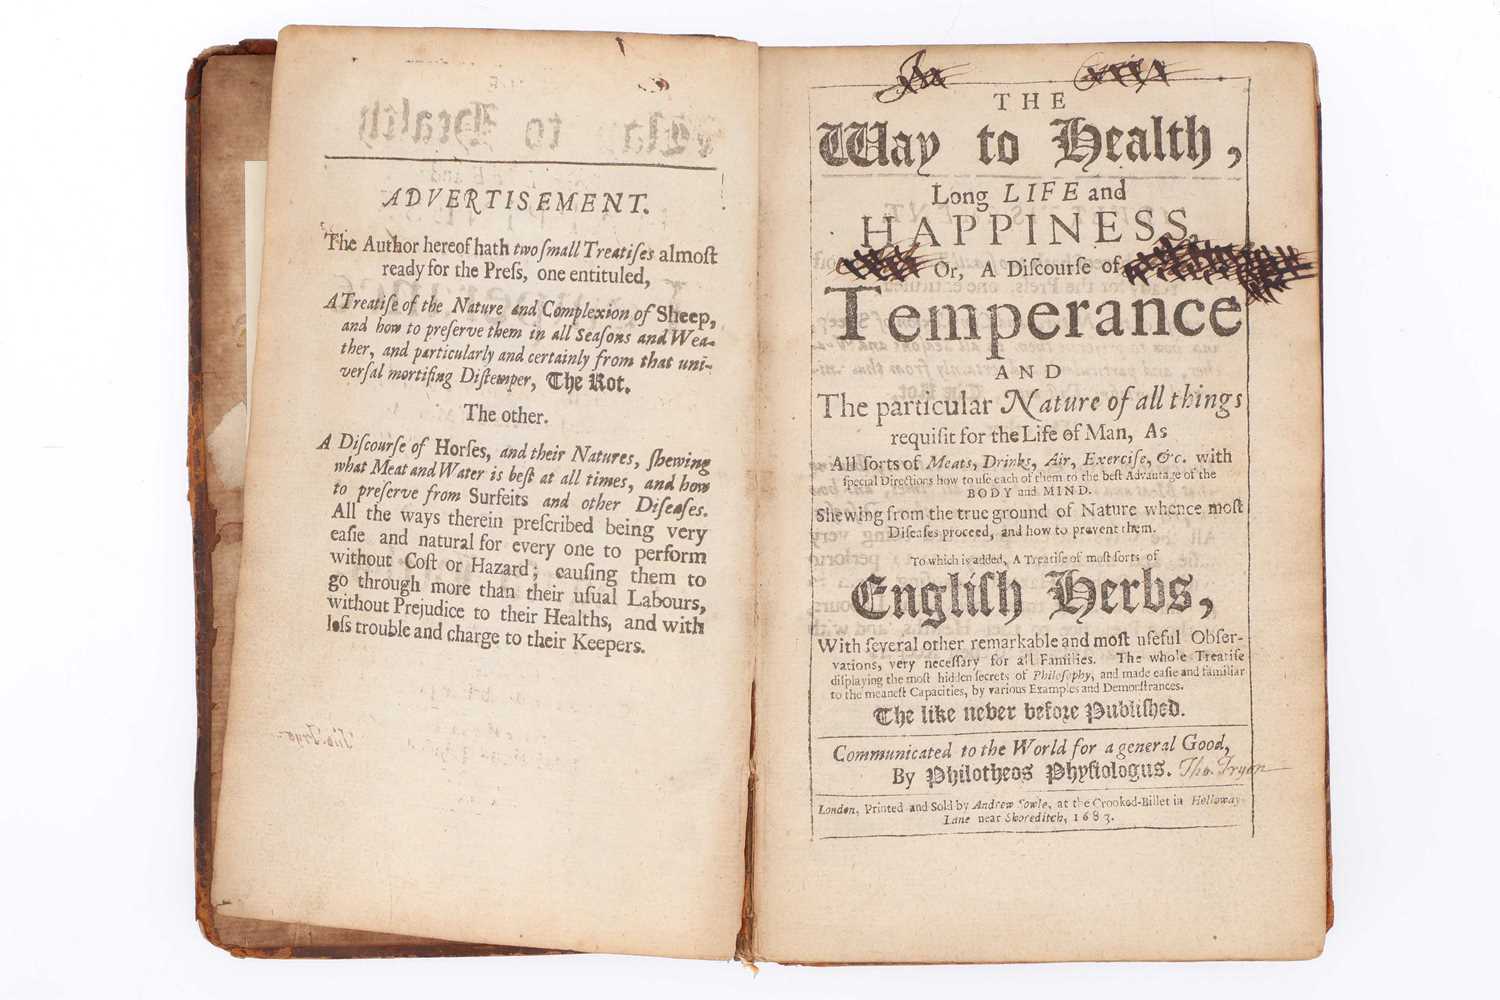 ADVERTISEMENT.
The Author hereof hath two ſmall Treatiſes almoſt
ready for the Preſs, one entituled,
A Treatiſe of the Nature and Complexion of Sheep,
and how to preſerve them in all Seaſons and Wea-
ther, and particularly and certainly from that uni-
verſal mortifing Diſtemper, The Rot.
The other.
A Diſcourſe of Horſes, and their Natures, ſhewing
what Meat and Water is beſt at all times, and how
to preſerve from Surfeits and other Diſeaſes.
All the ways therein preſcribed being very
eaſie and natural for every one to perform
without Coſt or Hazard; cauſing them to
go through more than their uſual Labours,
without Prejudice to their Healths, and with
leſs trouble and charge to their Keepers.
THE
Way to Health,
Long LIFE and
HAPPINESS,
Or, A Diſcourſe of
Temperance
AND
The particular Nature of all things
requiſit for the Life of Man, As
All ſorts of Meats, Drinks, Air, Exerciſe, &c. with
ſpecial Directions how to uſe each of them to the beſt Advantage of the
BODY and MIND.
Shewing from the true ground of Nature whence moſt
Diſeaſes proceed, and how to prevent them.
To which is added, A Treatiſe of moſt ſorts of
Engliſh Herbs,
With ſeveral other remarkable and moſt uſeful Obſer-
vations, very neceſſary for all Families. The whole Treatiſe
diſplaying the moſt hidden ſecrets of Philoſophy, and made eaſie and familiar
to the meaneſt Capacities, by various Examples and Demonſtrances.
The like never before Publiſhed.
Communicated to the World for a general Good,
By Philotheos Phyſiologus. Tho. Tryon
London, Printed and Sold by Andrew Sowle, at the Crooked-Billet in Holloway-
Lane near Shoreditch, 1683.